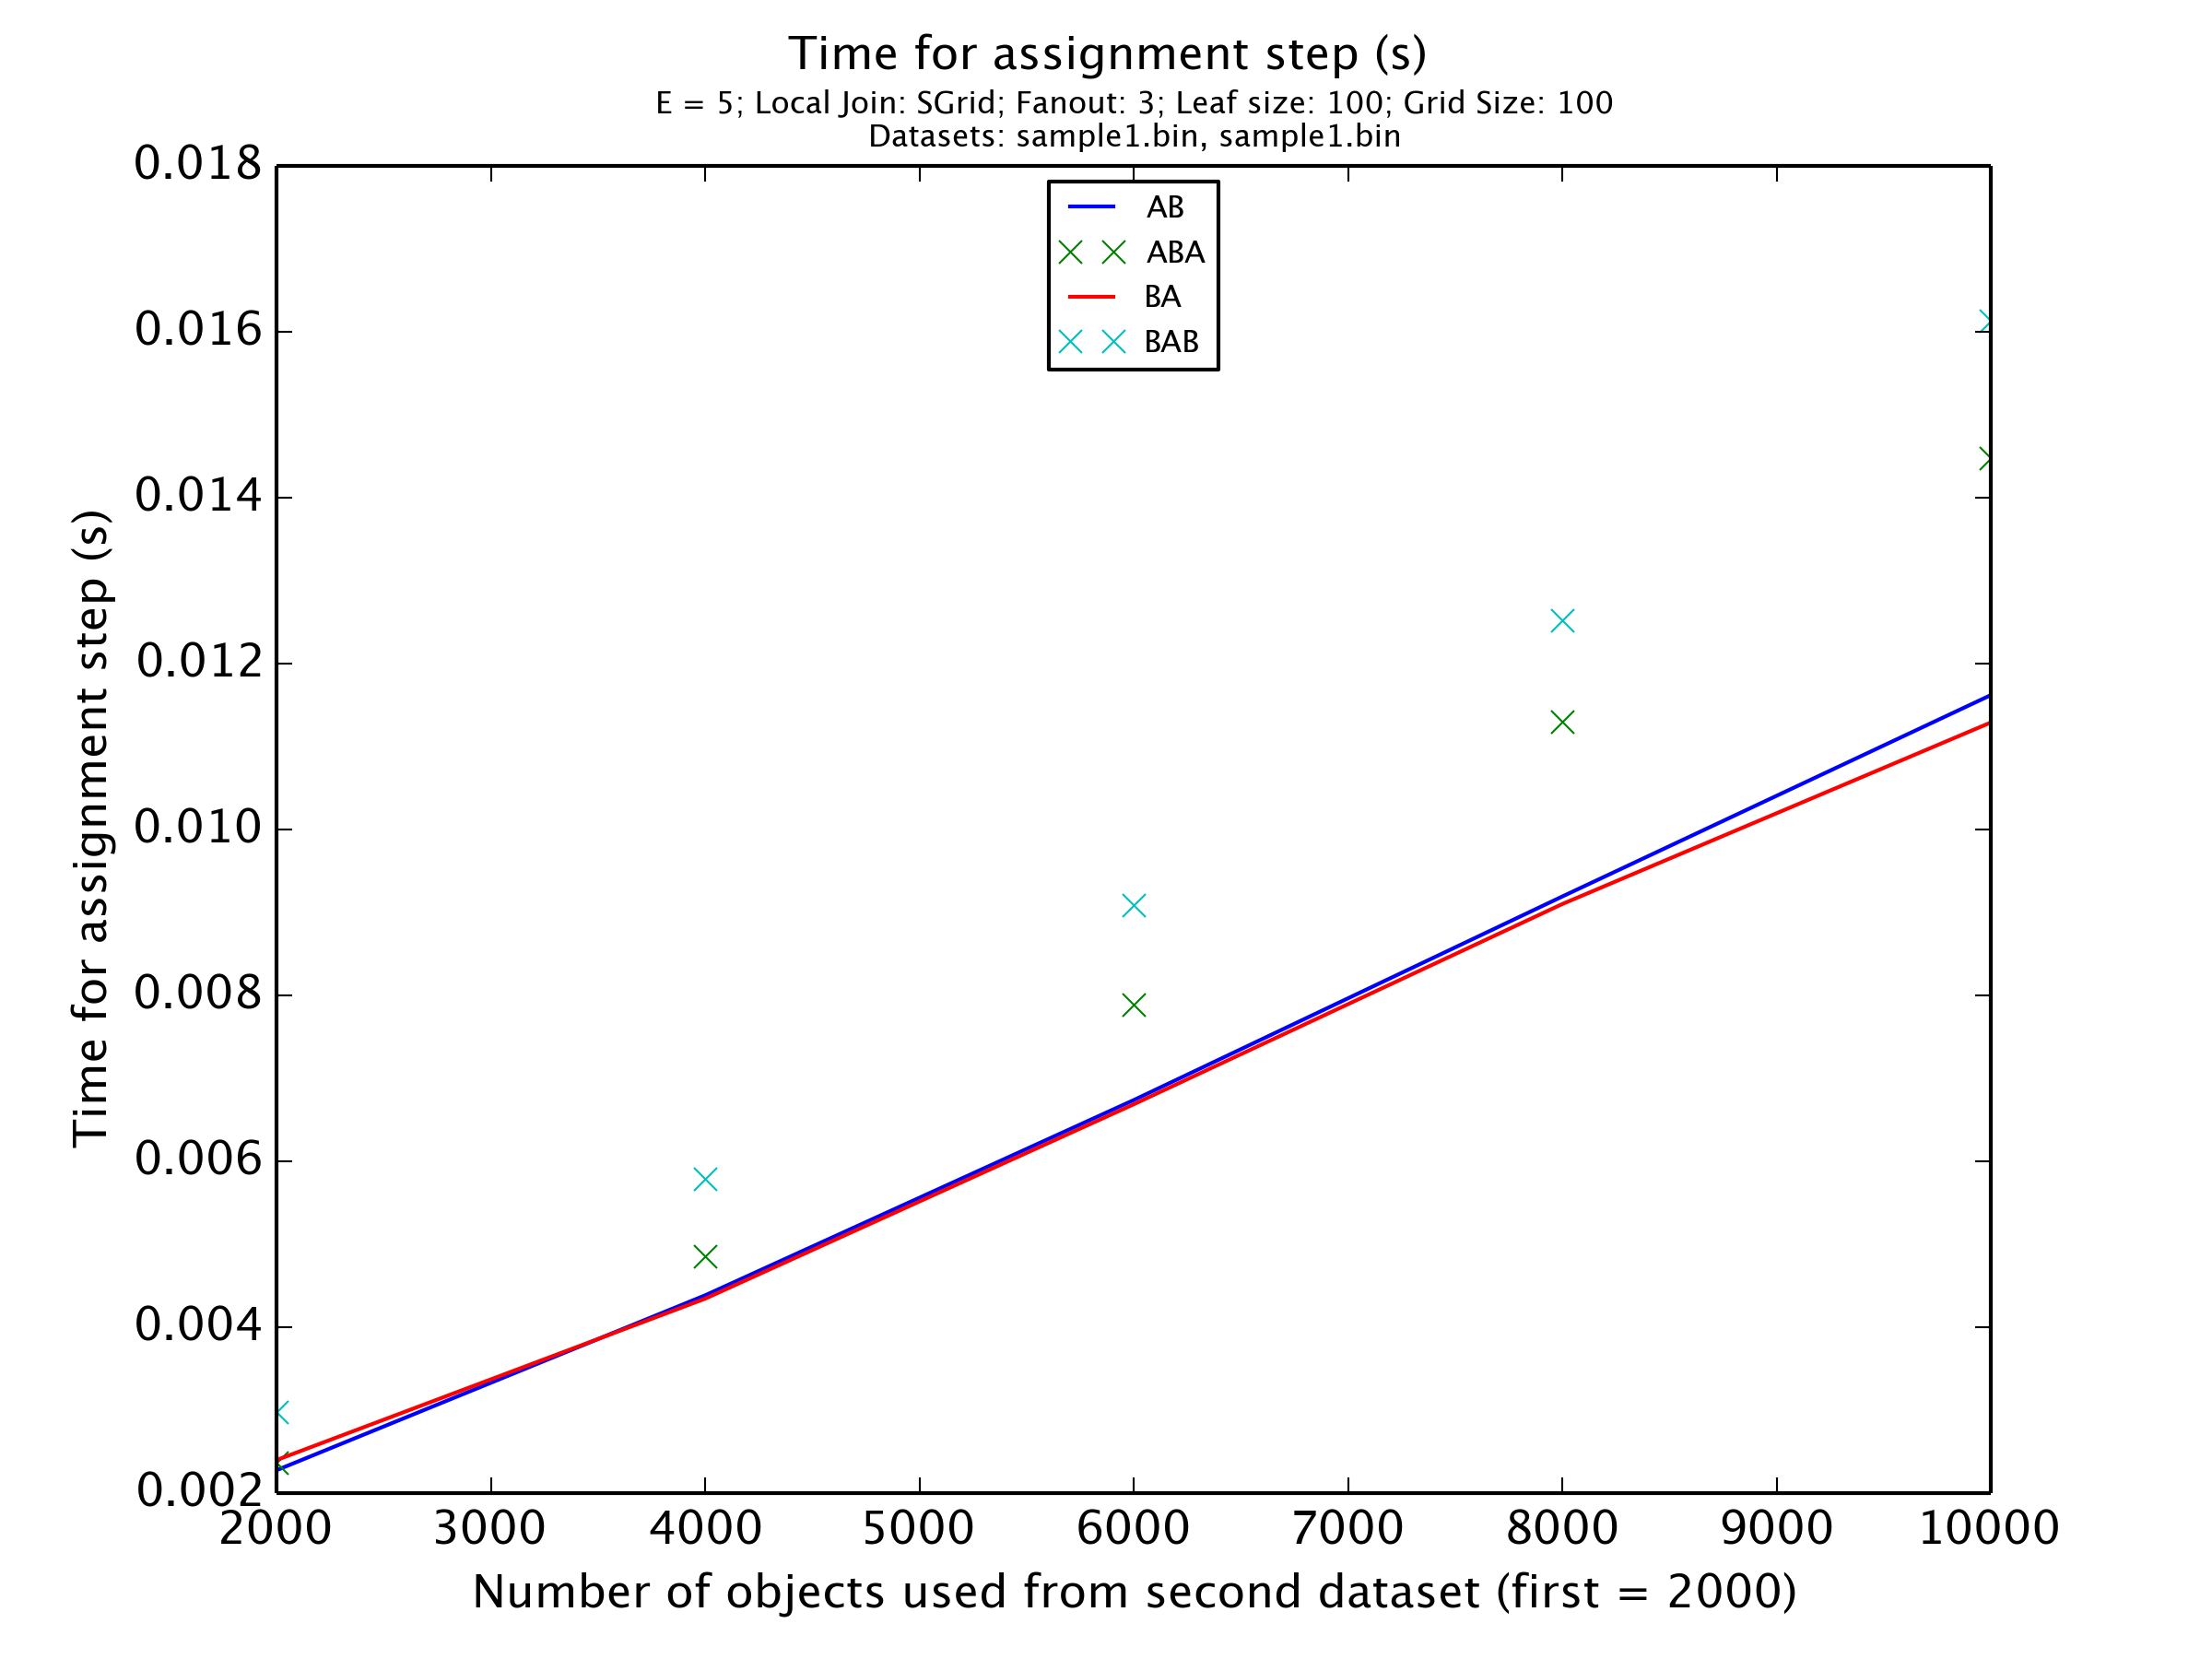 Time for assignment step (s)
E = 5; Local Join: SGrid; Fanout: 3; Leaf size: 100; Grid Size: 100
Datasets: sample1.bin, sample1.bin
AB
ABA
BA
BAB
0.018
0.016
0.014
0.012
0.010
0.008
0.006
0.004
0.002
Time for assignment step (s)
2000 3000 4000 5000 6000 7000 8000 9000 10000
Number of objects used from second dataset (first = 2000)